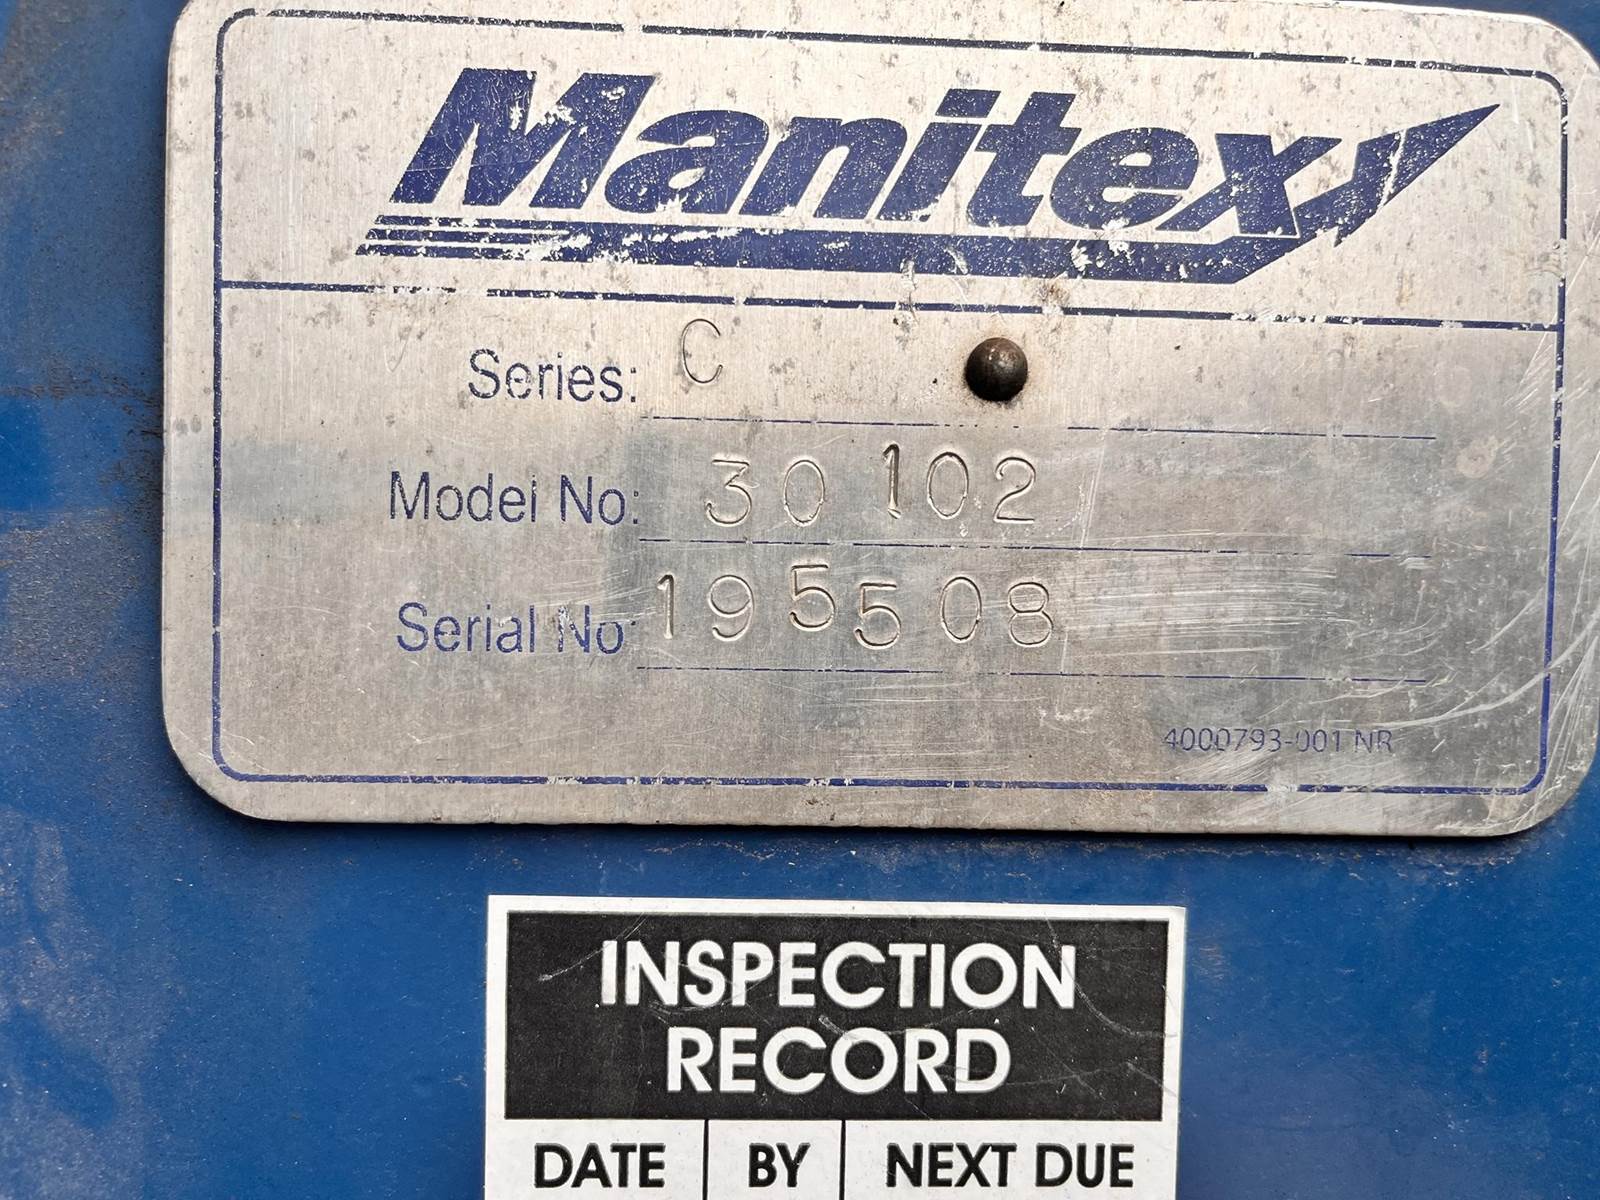 Manitex
Series: C
Model No: 30102
Serial No: 195508
4000793-001 NR
INSPECTION
RECORD
DATE BY NEXT DUE